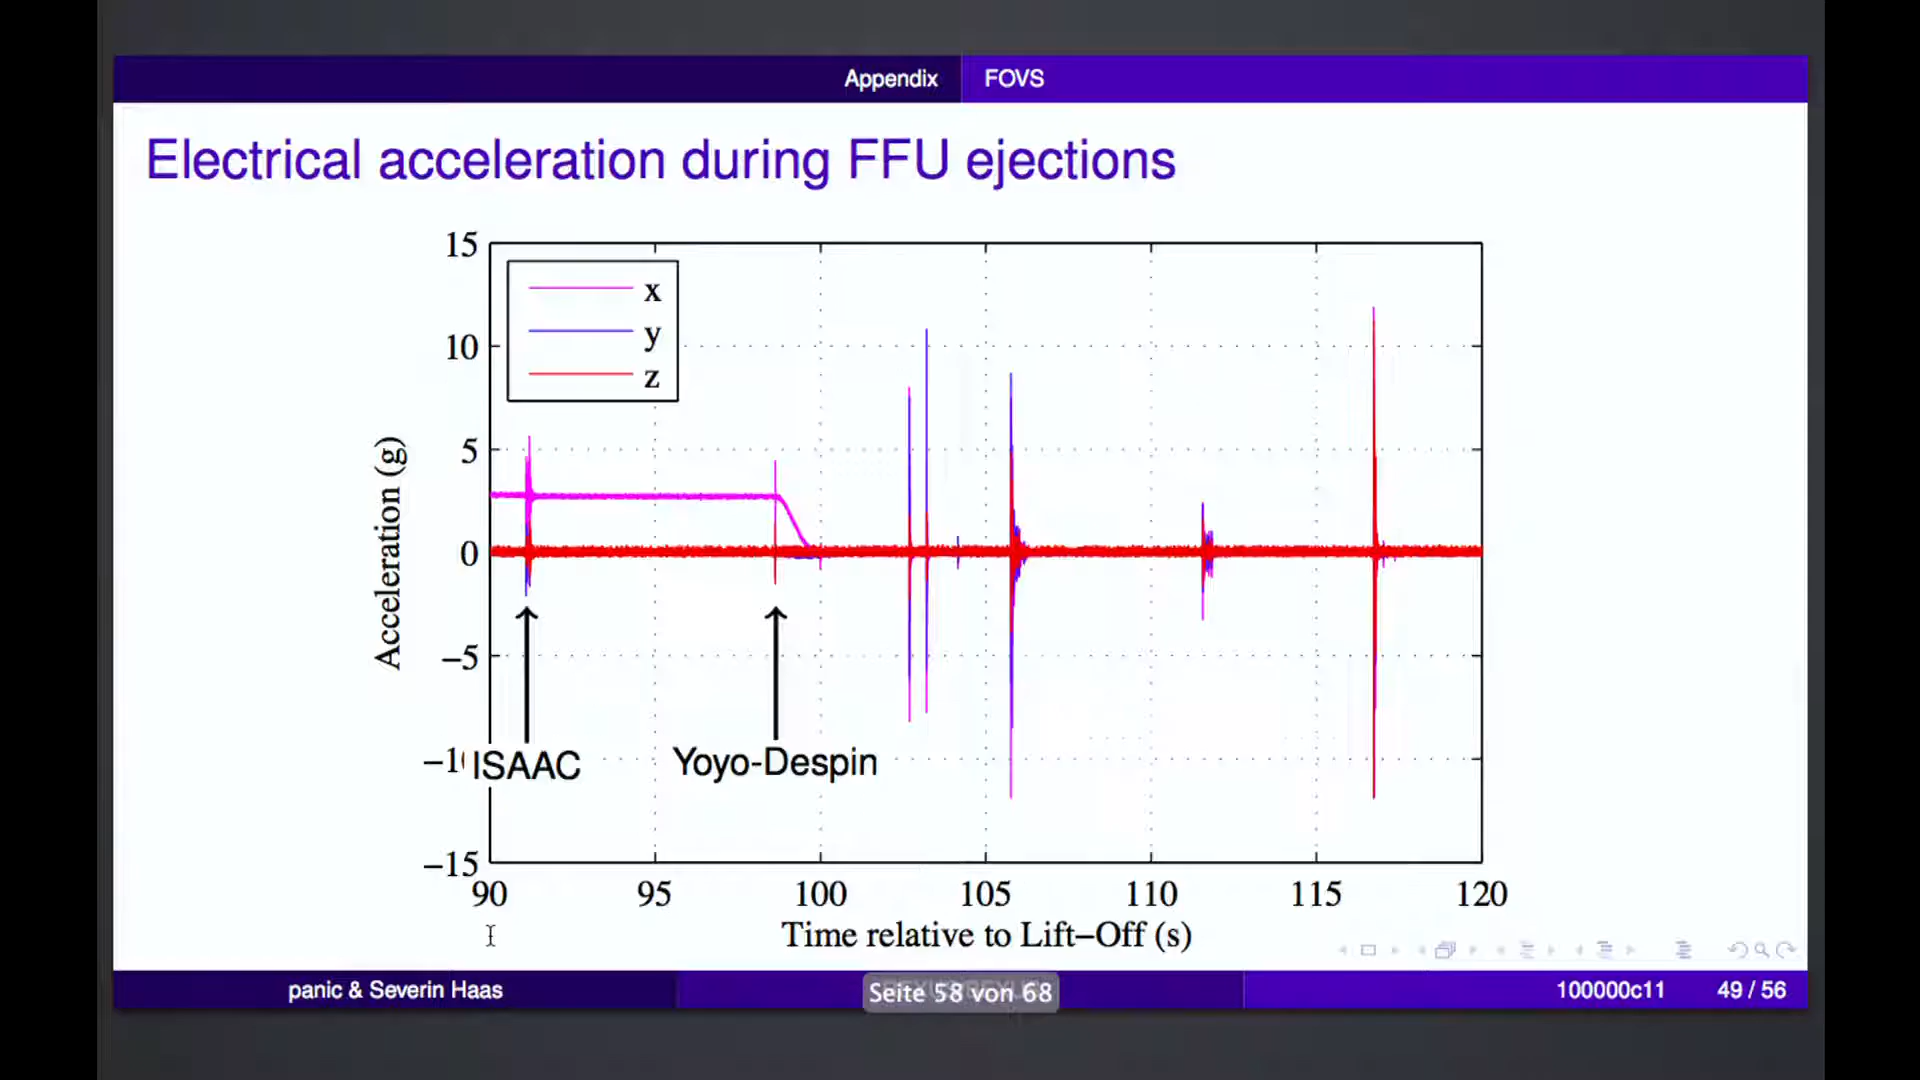 Appendix FOVS
Electrical acceleration during FFU ejections
x
y
z
15
10
5
0
−5
−10
−15
Acceleration (g)
ISAAC
Yoyo-Despin
90 95 100 105 110 115 120
Time relative to Lift−Off (s)
panic & Severin Haas
Seite 58 von 68
100000c11 49 / 56